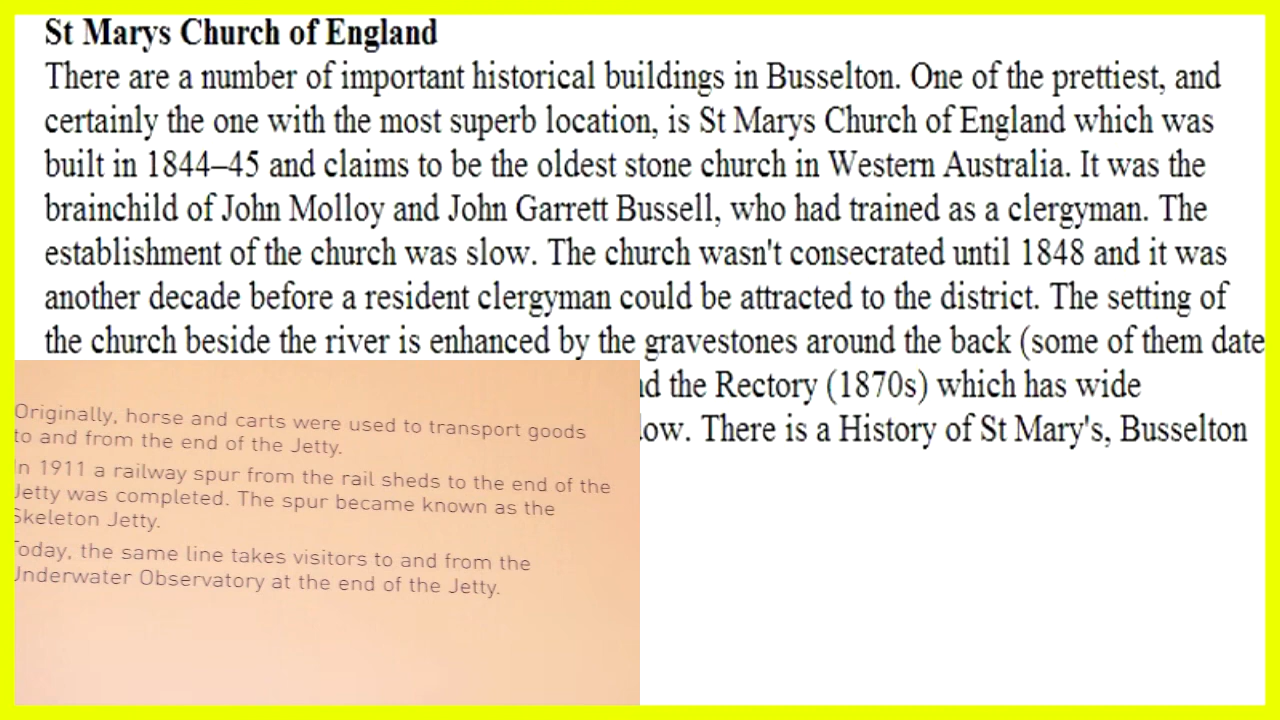 St Marys Church of England
There are a number of important historical buildings in Busselton. One of the prettiest, and
certainly the one with the most superb location, is St Marys Church of England which was
built in 1844–45 and claims to be the oldest stone church in Western Australia. It was the
brainchild of John Molloy and John Garrett Bussell, who had trained as a clergyman. The
establishment of the church was slow. The church wasn't consecrated until 1848 and it was
another decade before a resident clergyman could be attracted to the district. The setting of
the church beside the river is enhanced by the gravestones around the back (some of them date
the Rectory (1870s) which has wide
There is a History of St Mary's, Busselton
Originally, horse and carts were used to transport goods
to and from the end of the Jetty.
In 1911 a railway spur from the rail sheds to the end of the
Jetty was completed. The spur became known as the
Skeleton Jetty.
Today, the same line takes visitors to and from the
Underwater Observatory at the end of the Jetty.